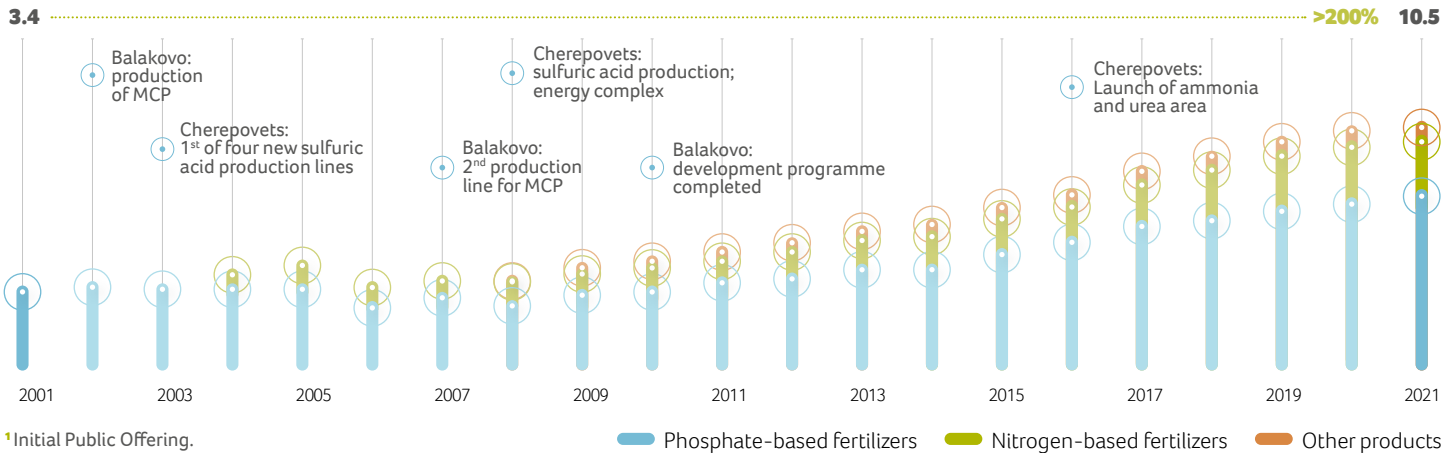 3.4
>200%
10.5
Balakovo:
production
of MCP
Cherepovets:
1st of four new sulfuric
acid production lines
Balakovo:
2nd production
line for MCP
Cherepovets:
sulfuric acid production;
energy complex
Balakovo:
development programme
completed
Cherepovets:
Launch of ammonia
and urea area
2001 2003 2005 2007 2009 2011 2013 2015 2017 2019 2021
1 Initial Public Offering.
Phosphate-based fertilizers Nitrogen-based fertilizers Other products